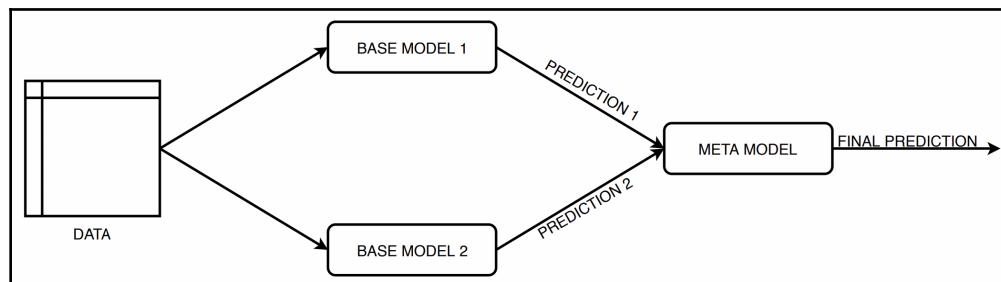 BASE MODEL 1
PREDICTION 1
META MODEL
FINAL PREDICTION
DATA
PREDICTION 2
BASE MODEL 2